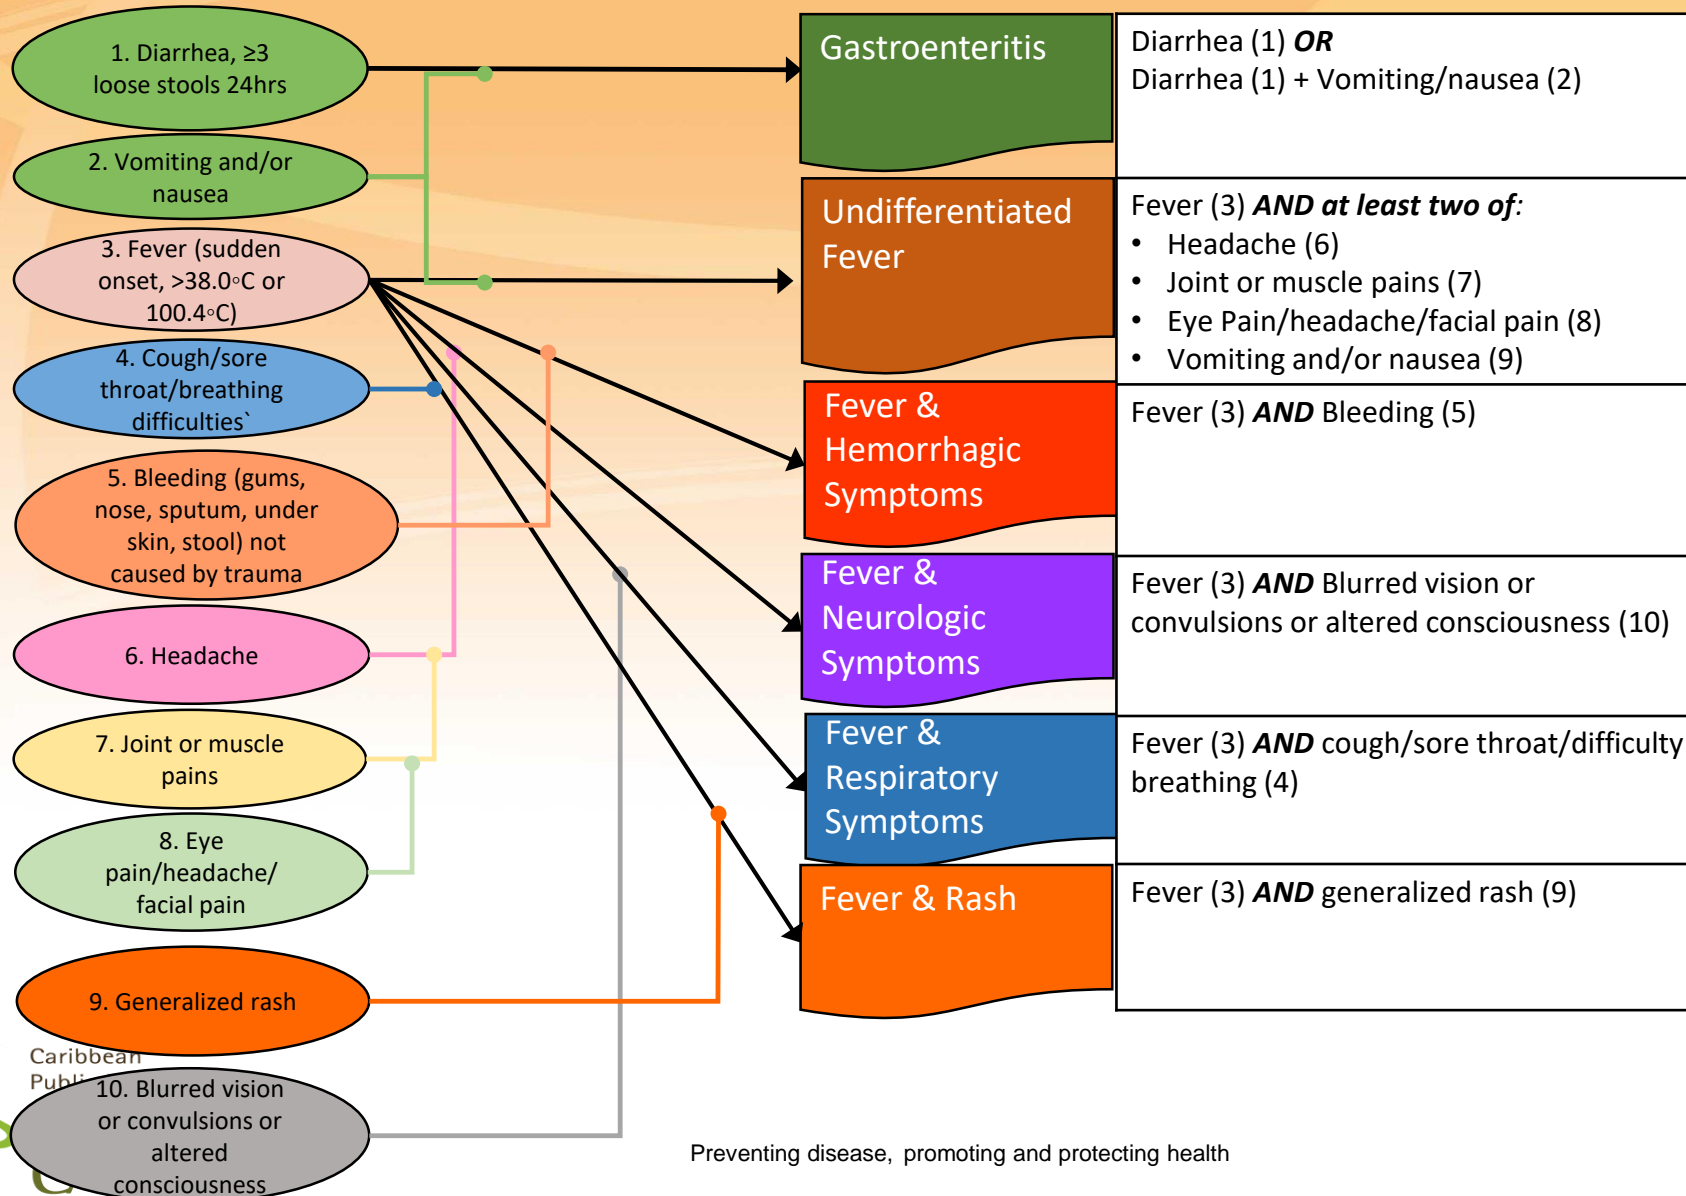 1. Diarrhea, ≥3
loose stools 24hrs
2. Vomiting and/or
nausea
3. Fever (sudden
onset, >38.0◦C or
100.4◦C)
4. Cough/sore
throat/breathing
difficulties`
5. Bleeding (gums,
nose, sputum, under
skin, stool) not
caused by trauma
6. Headache
7. Joint or muscle
pains
8. Eye
pain/headache/
facial pain
9. Generalized rash
10. Blurred vision
or convulsions or
altered
consciousness
Gastroenteritis
Diarrhea (1) OR
Diarrhea (1) + Vomiting/nausea (2)
Undifferentiated
Fever
Fever (3) AND at least two of:
• Headache (6)
• Joint or muscle pains (7)
• Eye Pain/headache/facial pain (8)
• Vomiting and/or nausea (9)
Fever &
Hemorrhagic
Symptoms
Fever (3) AND Bleeding (5)
Fever &
Neurologic
Symptoms
Fever (3) AND Blurred vision or
convulsions or altered consciousness (10)
Fever &
Respiratory
Symptoms
Fever (3) AND cough/sore throat/difficulty
breathing (4)
Fever & Rash
Fever (3) AND generalized rash (9)
Caribbean
Preventing disease, promoting and protecting health